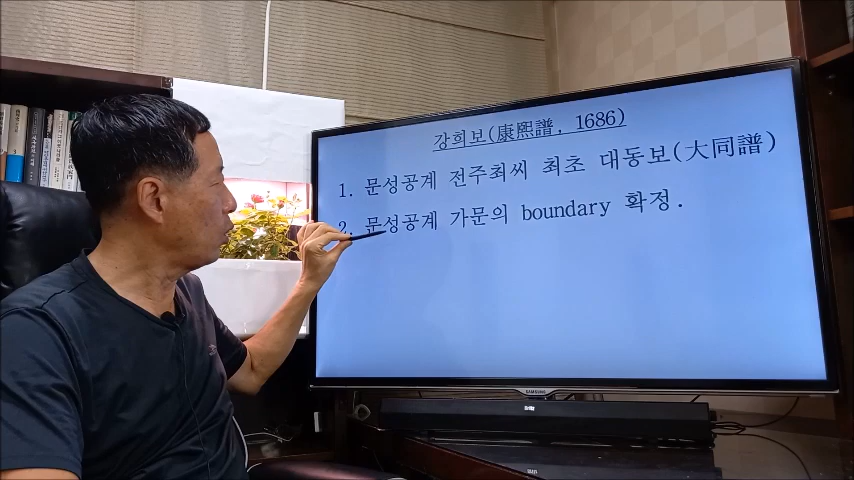 강희보(康熙譜, 1686)
1. 문성공계 전주최씨 최초 대동보(大同譜)
2. 문성공계 가문의 boundary 확정.
SAMSUNG